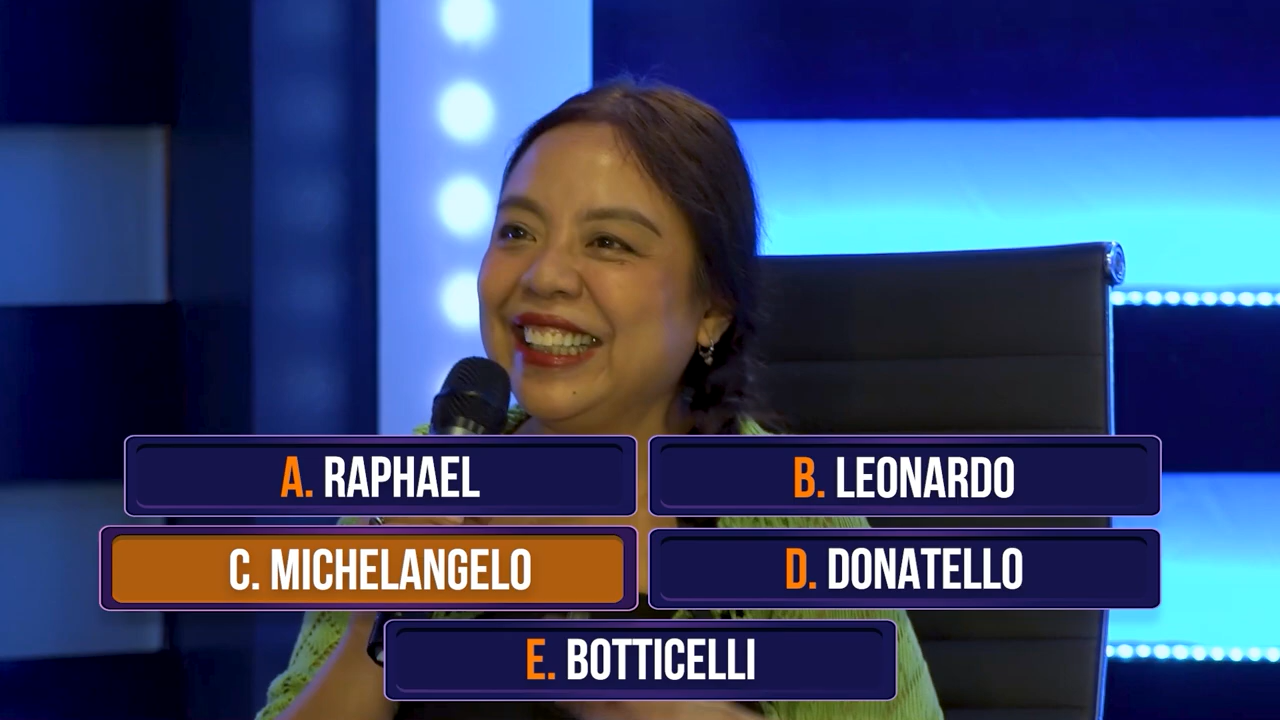 A. RAPHAEL
B. LEONARDO
C. MICHELANGELO
D. DONATELLO
E. BOTTICELLI